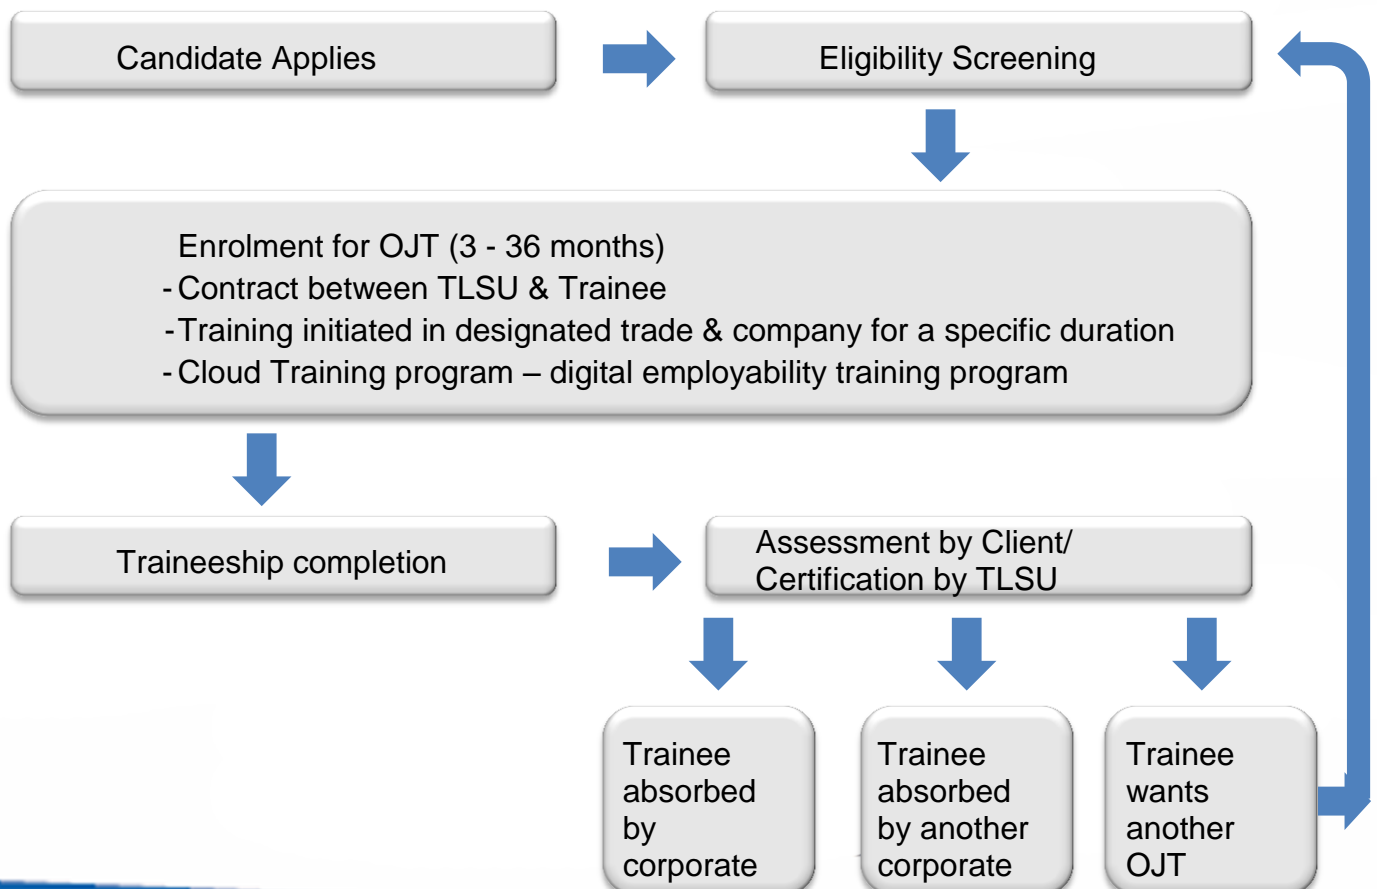 Candidate Applies
Eligibility Screening
Enrolment for OJT (3 - 36 months)
- Contract between TLSU & Trainee
- Training initiated in designated trade & company for a specific duration
- Cloud Training program – digital employability training program
Traineeship completion
Assessment by Client/
Certification by TLSU
Trainee
absorbed
by
corporate
Trainee
absorbed
by another
corporate
Trainee
wants
another
OJT